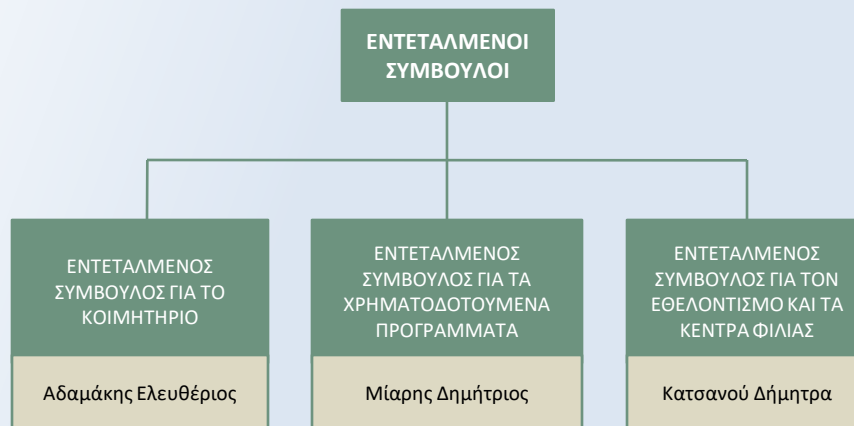 ΕΝΤΕΤΑΛΜΕΝΟΙ
ΣΥΜΒΟΥΛΟΙ
ΕΝΤΕΤΑΛΜΕΝΟΣ
ΣΥΜΒΟΥΛΟΣ ΓΙΑ ΤΟ
ΚΟΙΜΗΤΗΡΙΟ
Αδαμάκης Ελευθέριος
ΕΝΤΕΤΑΛΜΕΝΟΣ
ΣΥΜΒΟΥΛΟΣ ΓΙΑ ΤΑ
ΧΡΗΜΑΤΟΔΟΤΟΥΜΕΝΑ
ΠΡΟΓΡΑΜΜΑΤΑ
Μίαρης Δημήτριος
ΕΝΤΕΤΑΛΜΕΝΟΣ
ΣΥΜΒΟΥΛΟΣ ΓΙΑ ΤΟΝ
ΕΘΕΛΟΝΤΙΣΜΟ ΚΑΙ ΤΑ
ΚΕΝΤΡΑ ΦΙΛΙΑΣ
Κατσανού Δήμητρα